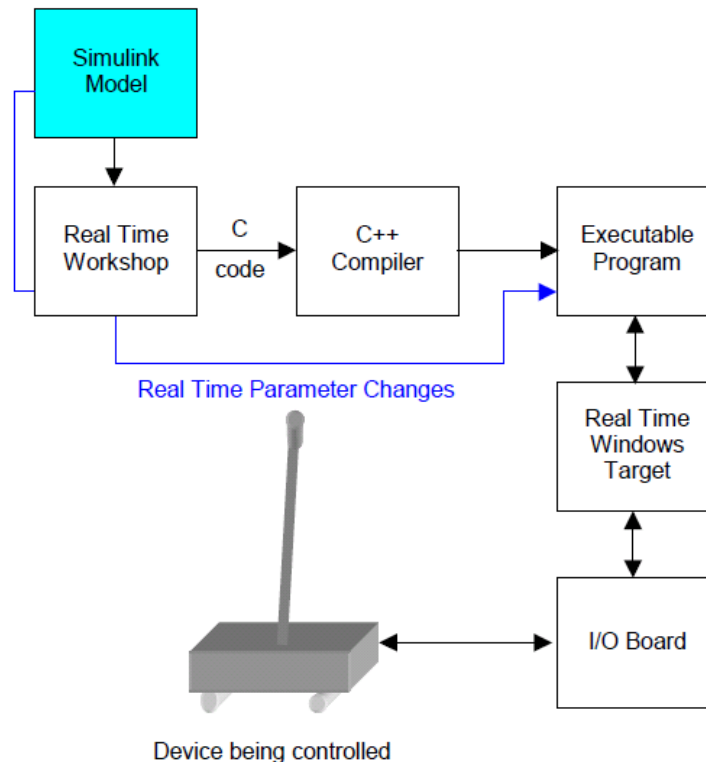 Simulink
Model
Real Time
Workshop
C
code
C++
Compiler
Executable
Program
Real Time Parameter Changes
Real Time
Windows
Target
I/O Board
Device being controlled